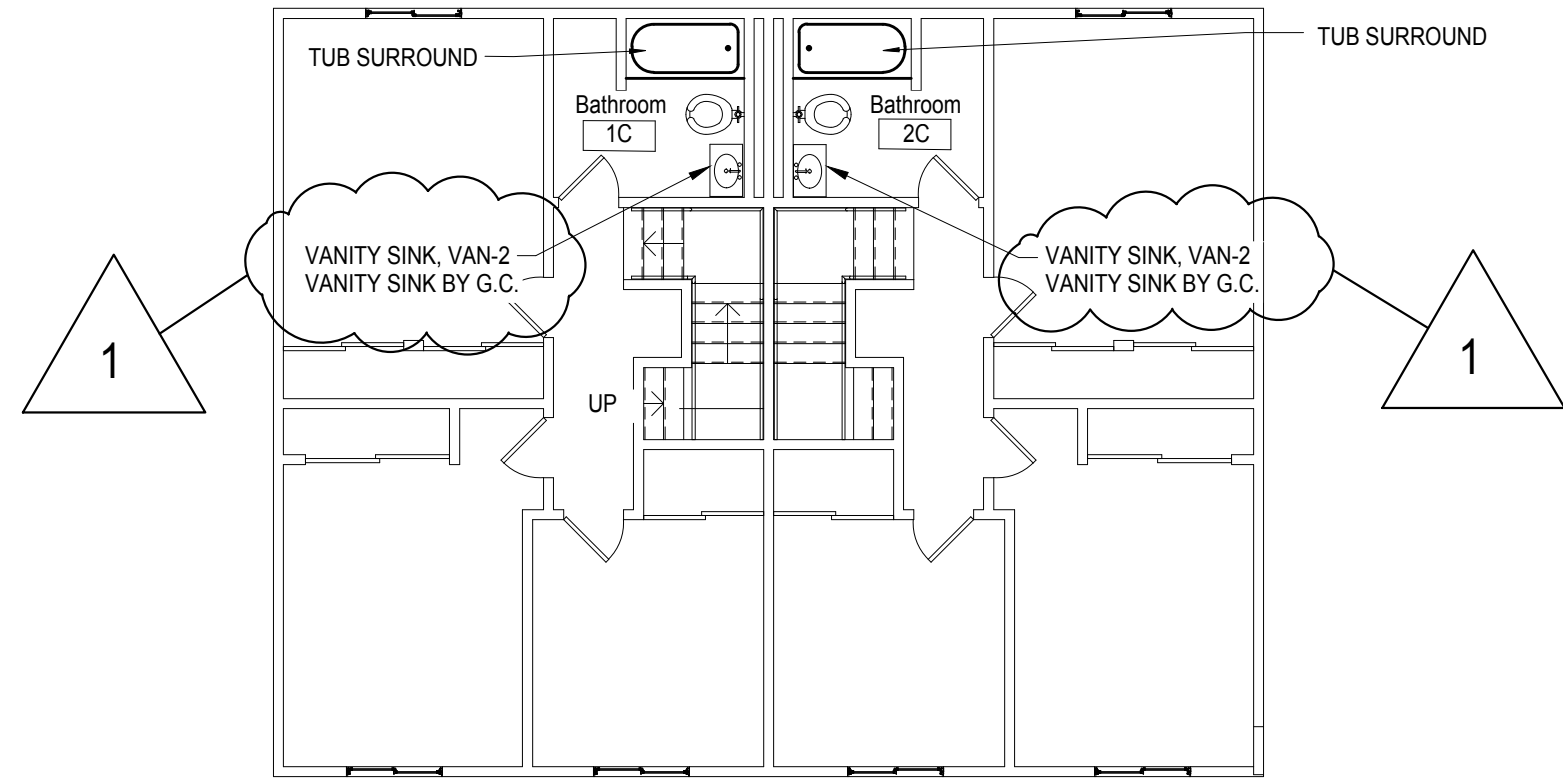 TUB SURROUND
TUB SURROUND
Bathroom
1C
Bathroom
2C
VANITY SINK, VAN-2
VANITY SINK BY G.C.
VANITY SINK, VAN-2
VANITY SINK BY G.C.
1
1
UP